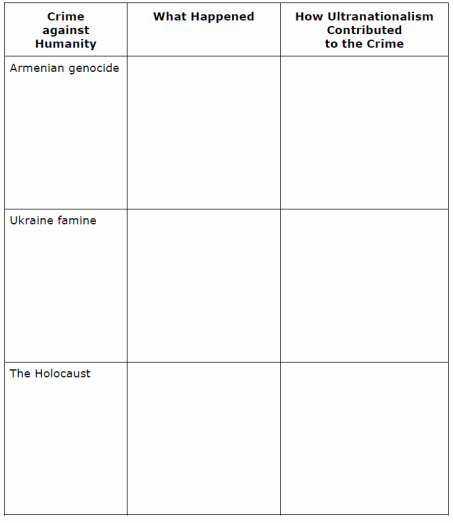 Crime
against
Humanity
What Happened
How Ultranationalism
Contributed
to the Crime
Armenian genocide
Ukraine famine
The Holocaust